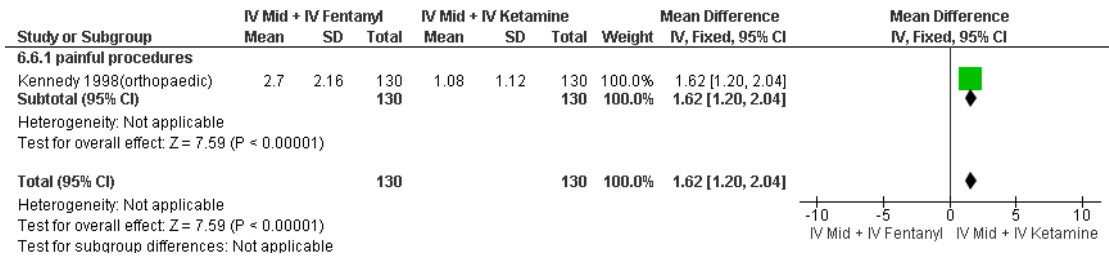 IV Mid + IV Fentanyl IV Mid + IV Ketamine Mean Difference Mean Difference
Study or Subgroup Mean SD Total Mean SD Total Weight IV, Fixed, 95% CI IV, Fixed, 95% CI
6.6.1 painful procedures
Kennedy 1998(orthopaedic) 2.7 2.16 130 1.08 1.12 130 100.0% 1.62 [1.20, 2.04]
Subtotal (95% CI) 130 130 100.0% 1.62 [1.20, 2.04]
Heterogeneity: Not applicable
Test for overall effect: Z = 7.59 (P < 0.00001)
Total (95% CI) 130 130 100.0% 1.62 [1.20, 2.04]
Heterogeneity: Not applicable
Test for overall effect: Z = 7.59 (P < 0.00001)
Test for subgroup differences: Not applicable
-10 -5 0 5 10
IV Mid + IV Fentanyl IV Mid + IV Ketamine